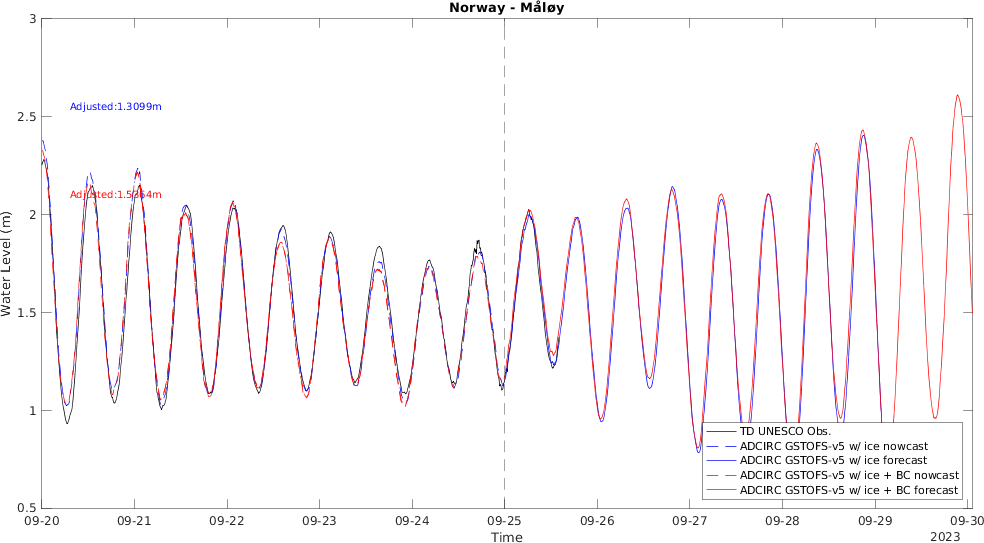 Norway - Måløy
3
2.5
2
1.5
1
0.5
Water Level (m)
Adjusted:1.3099m
Adjusted:1.5364m
TD UNESCO Obs.
ADCIRC GSTOFS-v5 w/ ice nowcast
ADCIRC GSTOFS-v5 w/ ice forecast
ADCIRC GSTOFS-v5 w/ ice + BC nowcast
ADCIRC GSTOFS-v5 w/ ice + BC forecast
09-20 09-21 09-22 09-23 09-24 09-25 09-26 09-27 09-28 09-29 09-30
Time
2023